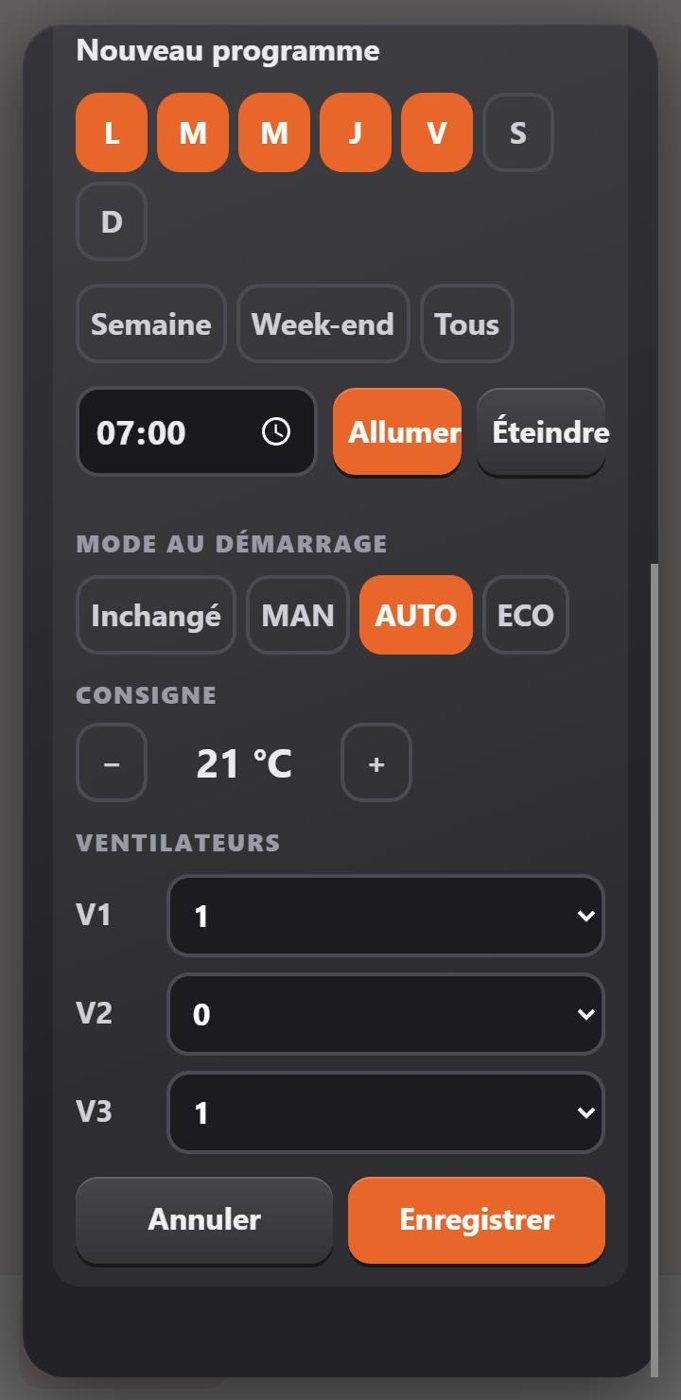 Nouveau programme
L M M J V S
D
Semaine Week-end Tous
07:00 Allumer Éteindre
MODE AU DÉMARRAGE
Inchangé MAN AUTO ECO
CONSIGNE
− 21 °C +
VENTILATEURS
V1 1
V2 0
V3 1
Annuler Enregistrer